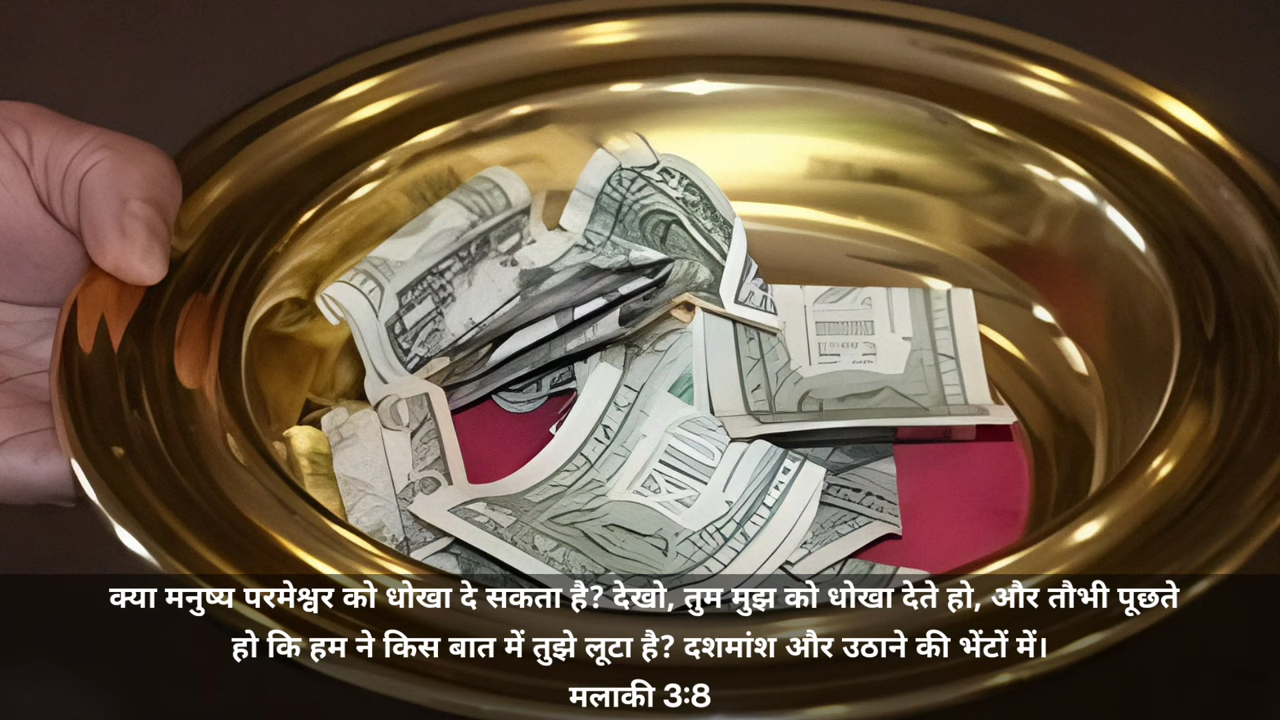 क्या मनुष्य परमेश्वर को धोखा दे सकता है? देखो, तुम मुझ को धोखा देते हो, और तौभी पूछते
हो कि हम ने किस बात में तुझे लूटा है? दशमांश और उठाने की भेंटों में।
मलाकी 3:8